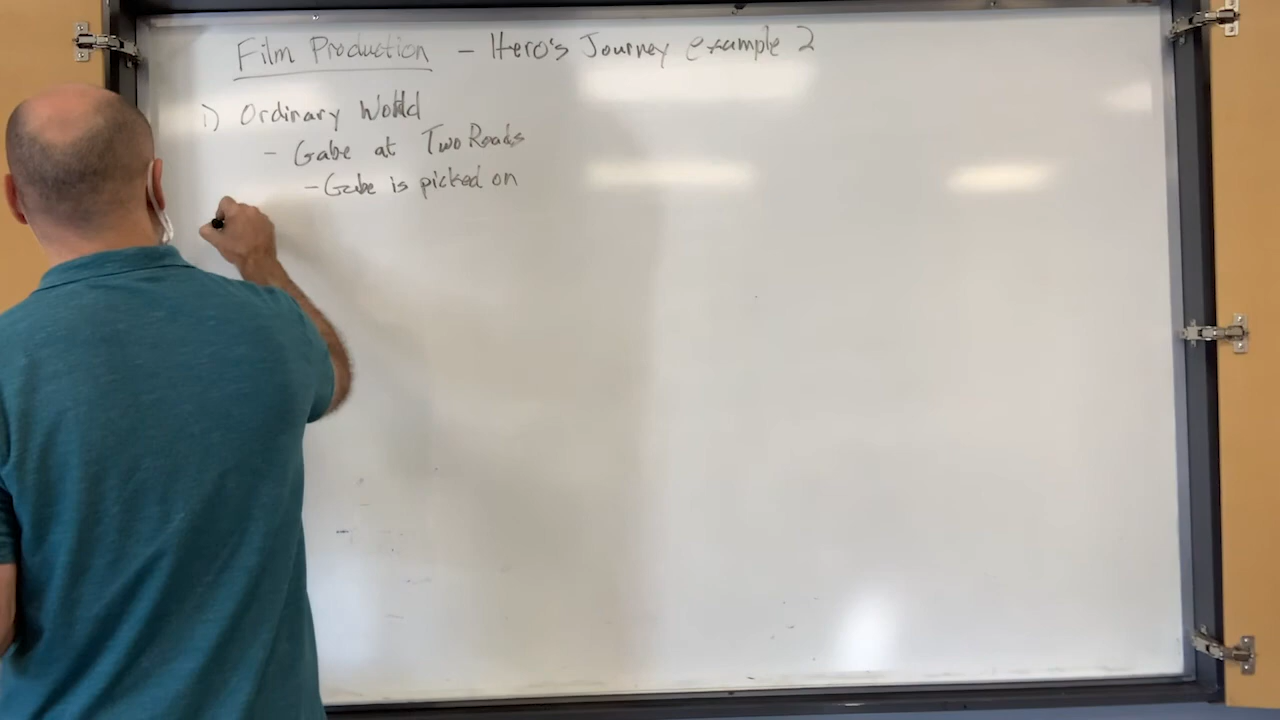 Film Production - Hero's Journey example 2
1) Ordinary World
- Gabe at Two Roads
- Gabe is picked on